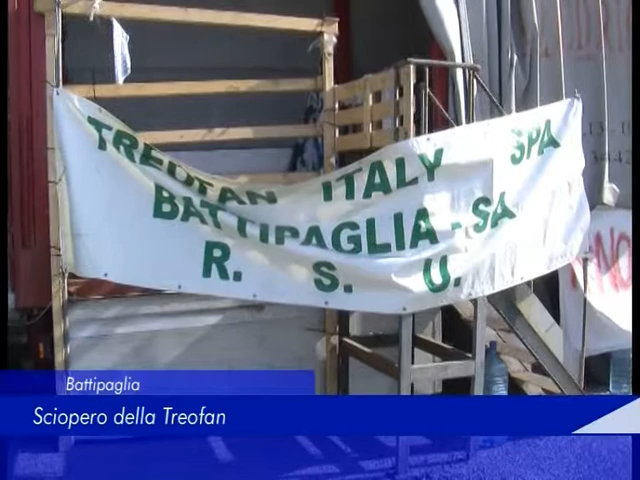 TREOFAN ITALY SPA
BATTIPAGLIA - SA
R. S. U.
Battipaglia
Sciopero della Treofan